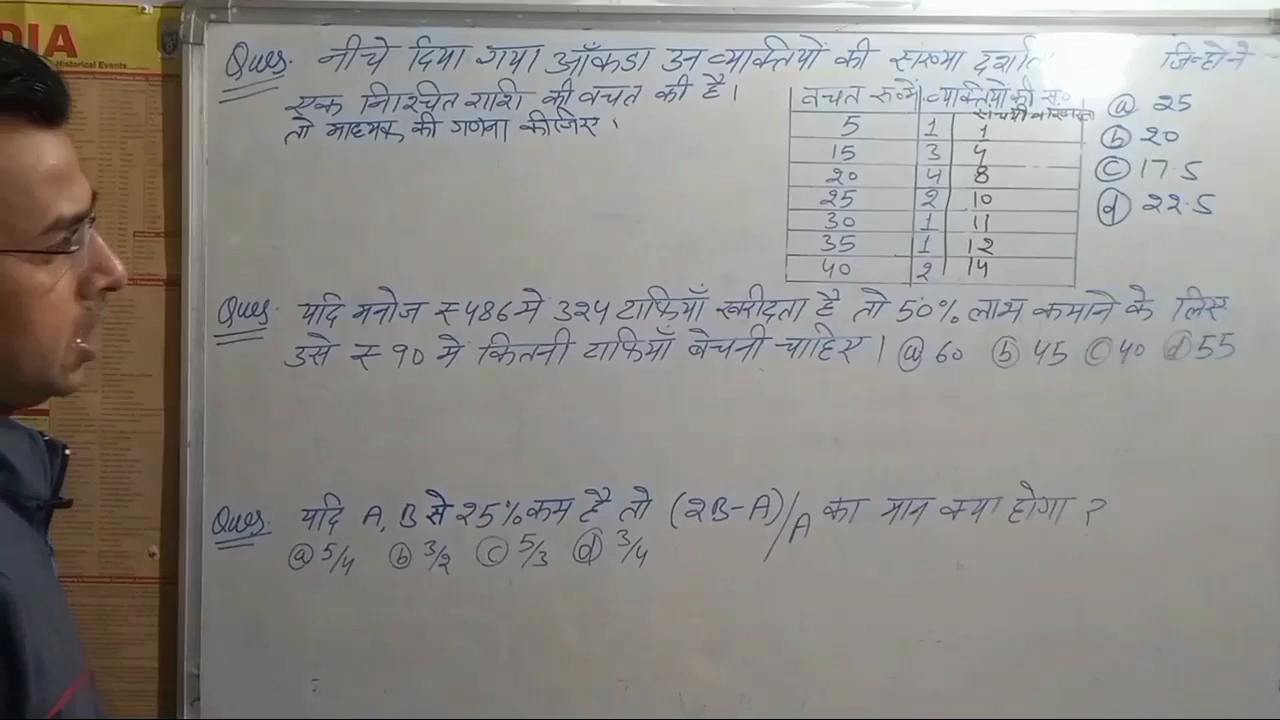 DIA
Historical Events
Ques. नीचे दिया गया आँकडा उन व्यक्तियों की संख्या दर्शाते जिन्होने
एक निश्चित राशि की बचत की है।
तो माध्यक की गणना कीजिए।
बचत रु में व्यक्तियो की सं०
संचयी
5 1 1
15 3 4
20 4 8
25 2 10
30 1 11
35 1 12
40 2 14
(a) 25
(b) 20
(c) 17.5
(d) 22.5
Ques. यदि मनोज ₹486 मे 324 टाफियाँ खरीदता है तो 50% लाभ कमाने के लिए
उसे ₹90 मे कितनी टाफियाँ बेचनी चाहिए। (a) 60 (b) 45 (c) 40 (d) 55
Ques. यदि A, B से 25% कम है तो (2B-A)/A का मान क्या होगा ?
(a) 5/4 (b) 3/2 (c) 5/3 (d) 3/4